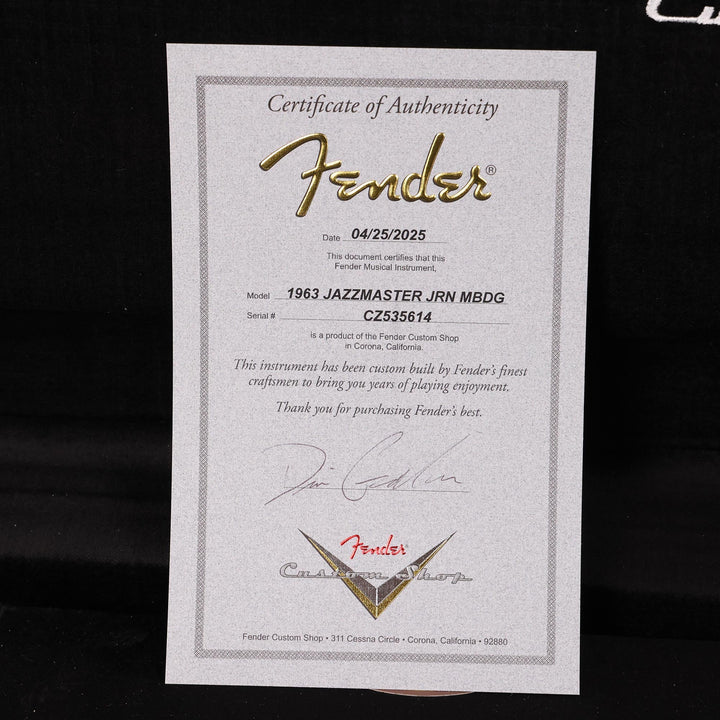 Certificate of Authenticity
Fender®
Date 04/25/2025
This document certifies that this
Fender Musical Instrument,
Model 1963 JAZZMASTER JRN MBDG
Serial # CZ535614
is a product of the Fender Custom Shop
in Corona, California.
This instrument has been custom built by Fender's finest
craftsmen to bring you years of playing enjoyment.
Thank you for purchasing Fender's best.
Fender®
Custom Shop
Fender Custom Shop • 311 Cessna Circle • Corona, California • 92880